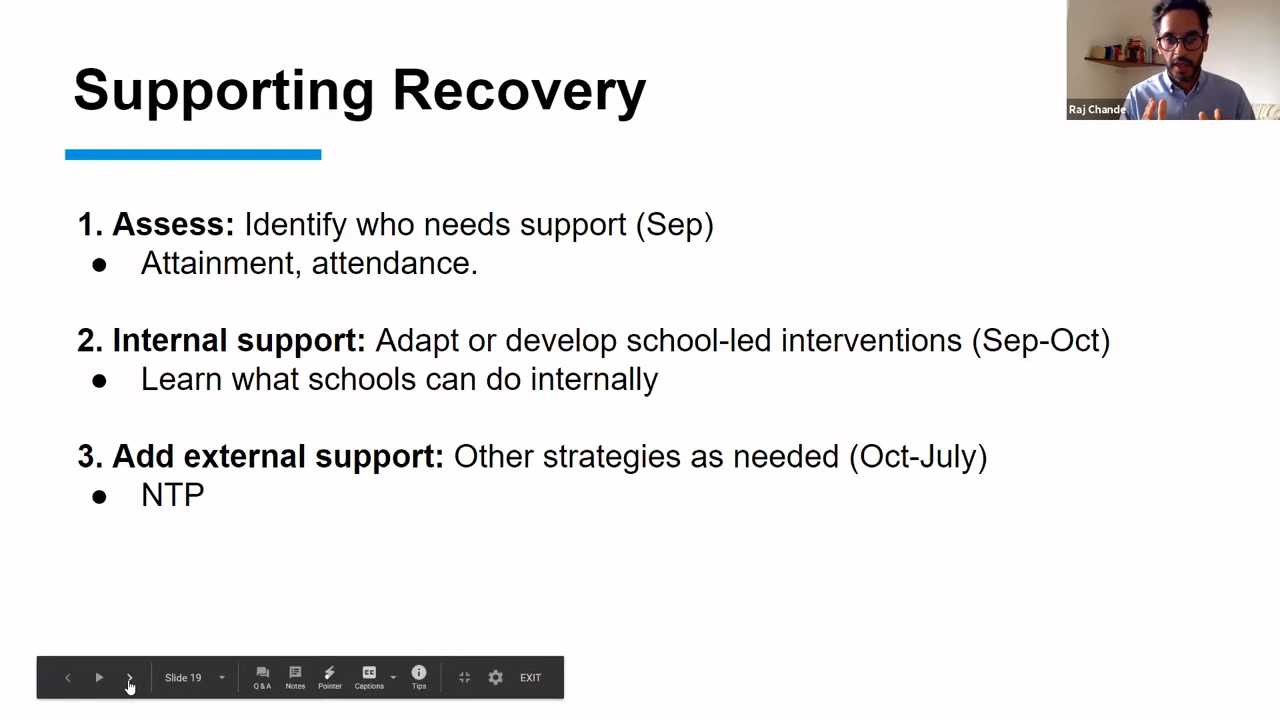 Supporting Recovery
Raj Chande
1. Assess: Identify who needs support (Sep)
● Attainment, attendance.
2. Internal support: Adapt or develop school-led interventions (Sep-Oct)
● Learn what schools can do internally
3. Add external support: Other strategies as needed (Oct-July)
● NTP
Slide 19
Q & A
Notes
Pointer
CC
Captions
Tips
EXIT